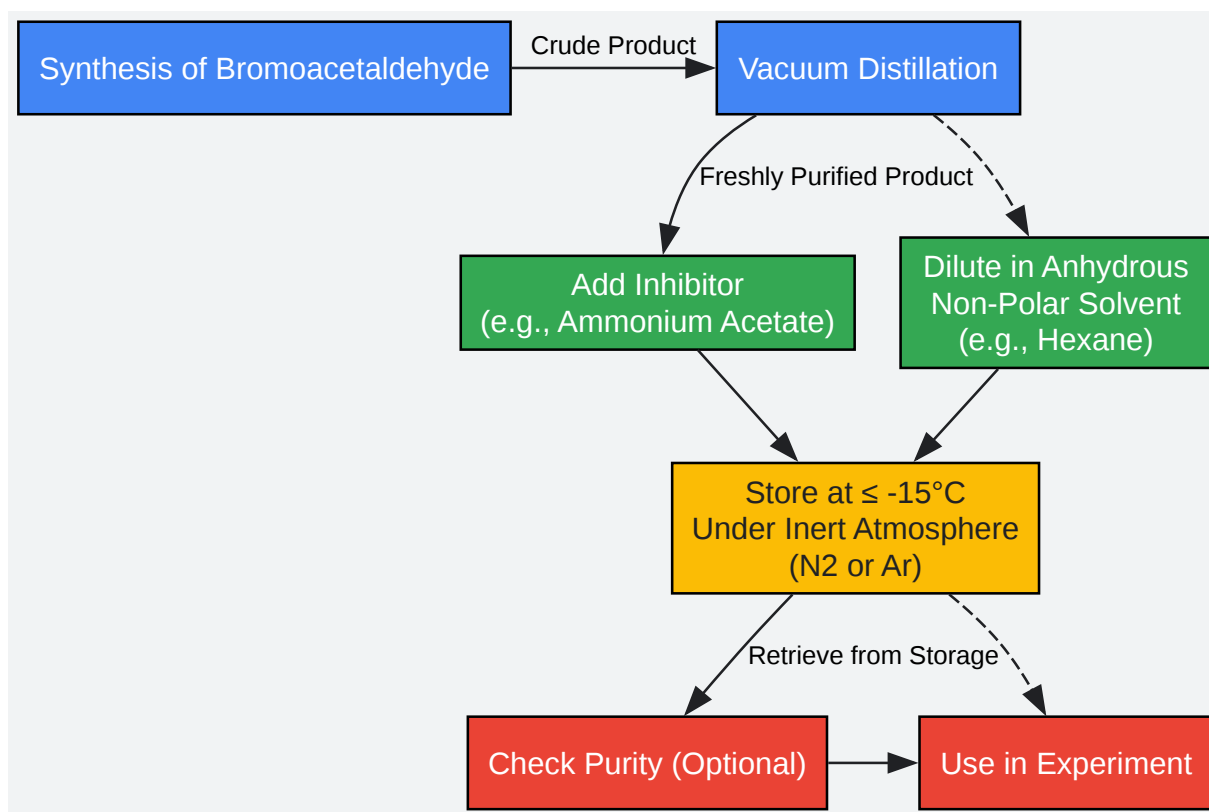 Synthesis of Bromoacetaldehyde
Crude Product
Vacuum Distillation
Freshly Purified Product
Add Inhibitor
(e.g., Ammonium Acetate)
Dilute in Anhydrous
Non-Polar Solvent
(e.g., Hexane)
Store at ≤ -15°C
Under Inert Atmosphere
(N2 or Ar)
Retrieve from Storage
Check Purity (Optional)
Use in Experiment